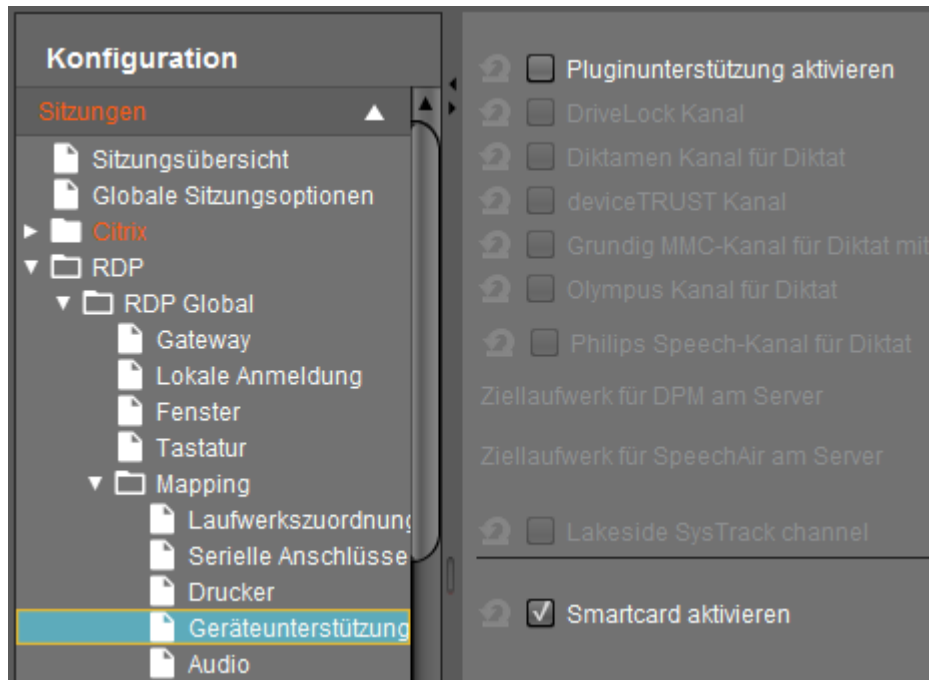 Konfiguration
Sitzungen
Sitzungsübersicht
Globale Sitzungsoptionen
Citrix
RDP
RDP Global
Gateway
Lokale Anmeldung
Fenster
Tastatur
Mapping
Laufwerkszuordnung
Serielle Anschlüsse
Drucker
Geräteunterstützung
Audio
Pluginunterstützung aktivieren
DriveLock Kanal
Diktamen Kanal für Diktat
deviceTRUST Kanal
Grundig MMC-Kanal für Diktat mit
Olympus Kanal für Diktat
Philips Speech-Kanal für Diktat
Ziellaufwerk für DPM am Server
Ziellaufwerk für SpeechAir am Server
Lakeside SysTrack channel
Smartcard aktivieren